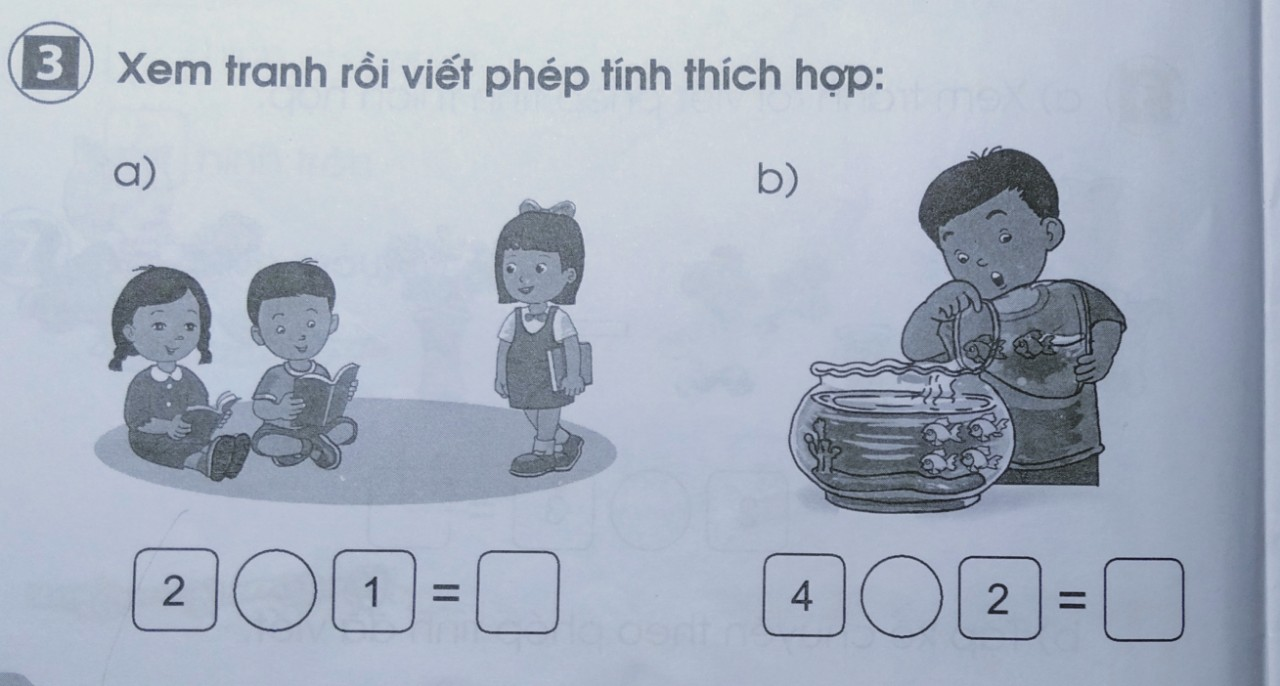 3 Xem tranh rồi viết phép tính thích hợp:
a) b)
2 1 = 4 2 =